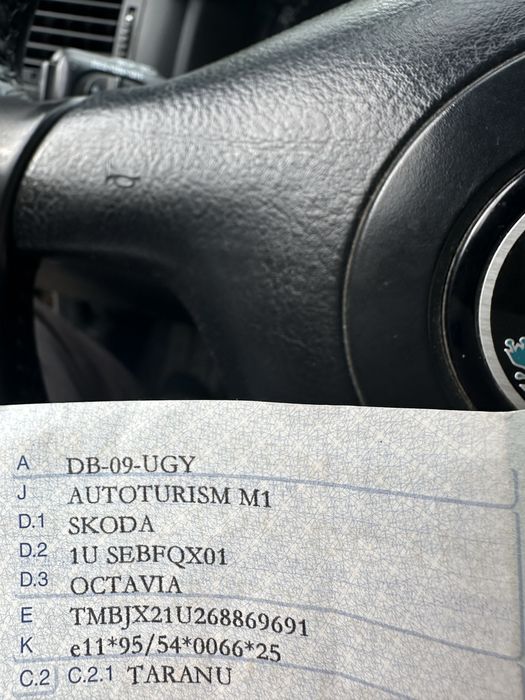 A DB-09-UGY
J AUTOTURISM M1
D.1 SKODA
D.2 1U SEBFQX01
D.3 OCTAVIA
E TMBJX21U268869691
K e11*95/54*0066*25
C.2 C.2.1 TARANU